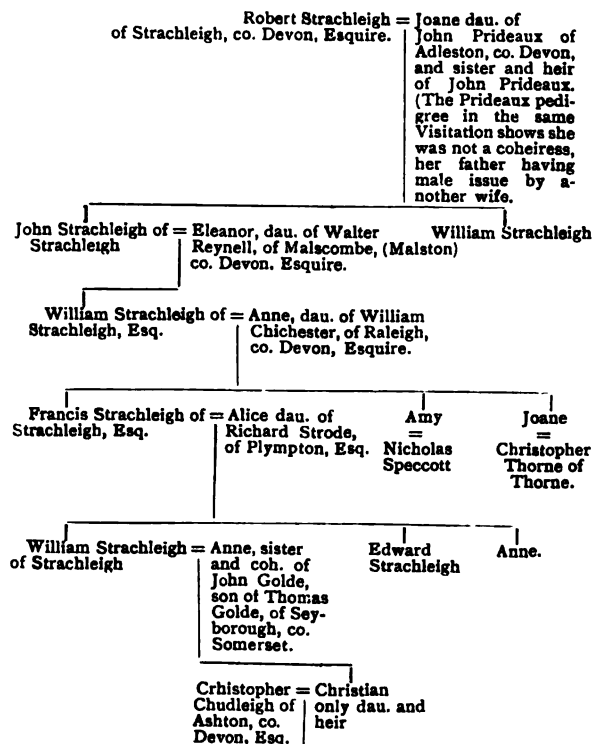 Robert Strachleigh = Joane dau. of
of Strachleigh, co. Devon, Esquire. John Prideaux of
Adleston, co. Devon,
and sister and heir
of John Prideaux.
(The Prideaux pedi-
gree in the same
Visitation shows she
was not a coheiress,
her father having
male issue by a-
nother wife.
John Strachleigh of = Eleanor, dau. of Walter William Strachleigh
Strachleigh Reynell, of Malscombe, (Malston)
co. Devon. Esquire.
William Strachleigh of = Anne, dau. of William
Strachleigh, Esq. Chichester, of Raleigh,
co. Devon, Esquire.
Francis Strachleigh of = Alice dau. of Amy Joane
Strachleigh, Esq. Richard Strode, = =
of Plympton, Esq. Nicholas Christopher
Speccott Thorne of
Thorne.
William Strachleigh = Anne, sister Edward Anne.
of Strachleigh and coh. of Strachleigh
John Golde,
son of Thomas
Golde, of Sey-
borough, co.
Somerset.
Crhistopher = Christian
Chudleigh of only dau. and
Ashton, co. heir
Devon, Esq.